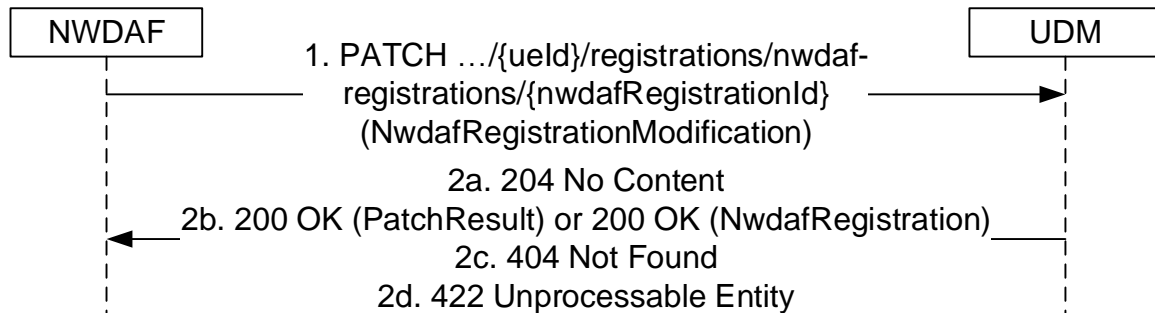 NWDAF
UDM
1. PATCH …/{ueId}/registrations/nwdaf-
registrations/{nwdafRegistrationId}
(NwdafRegistrationModification)
2a. 204 No Content
2b. 200 OK (PatchResult) or 200 OK (NwdafRegistration)
2c. 404 Not Found
2d. 422 Unprocessable Entity